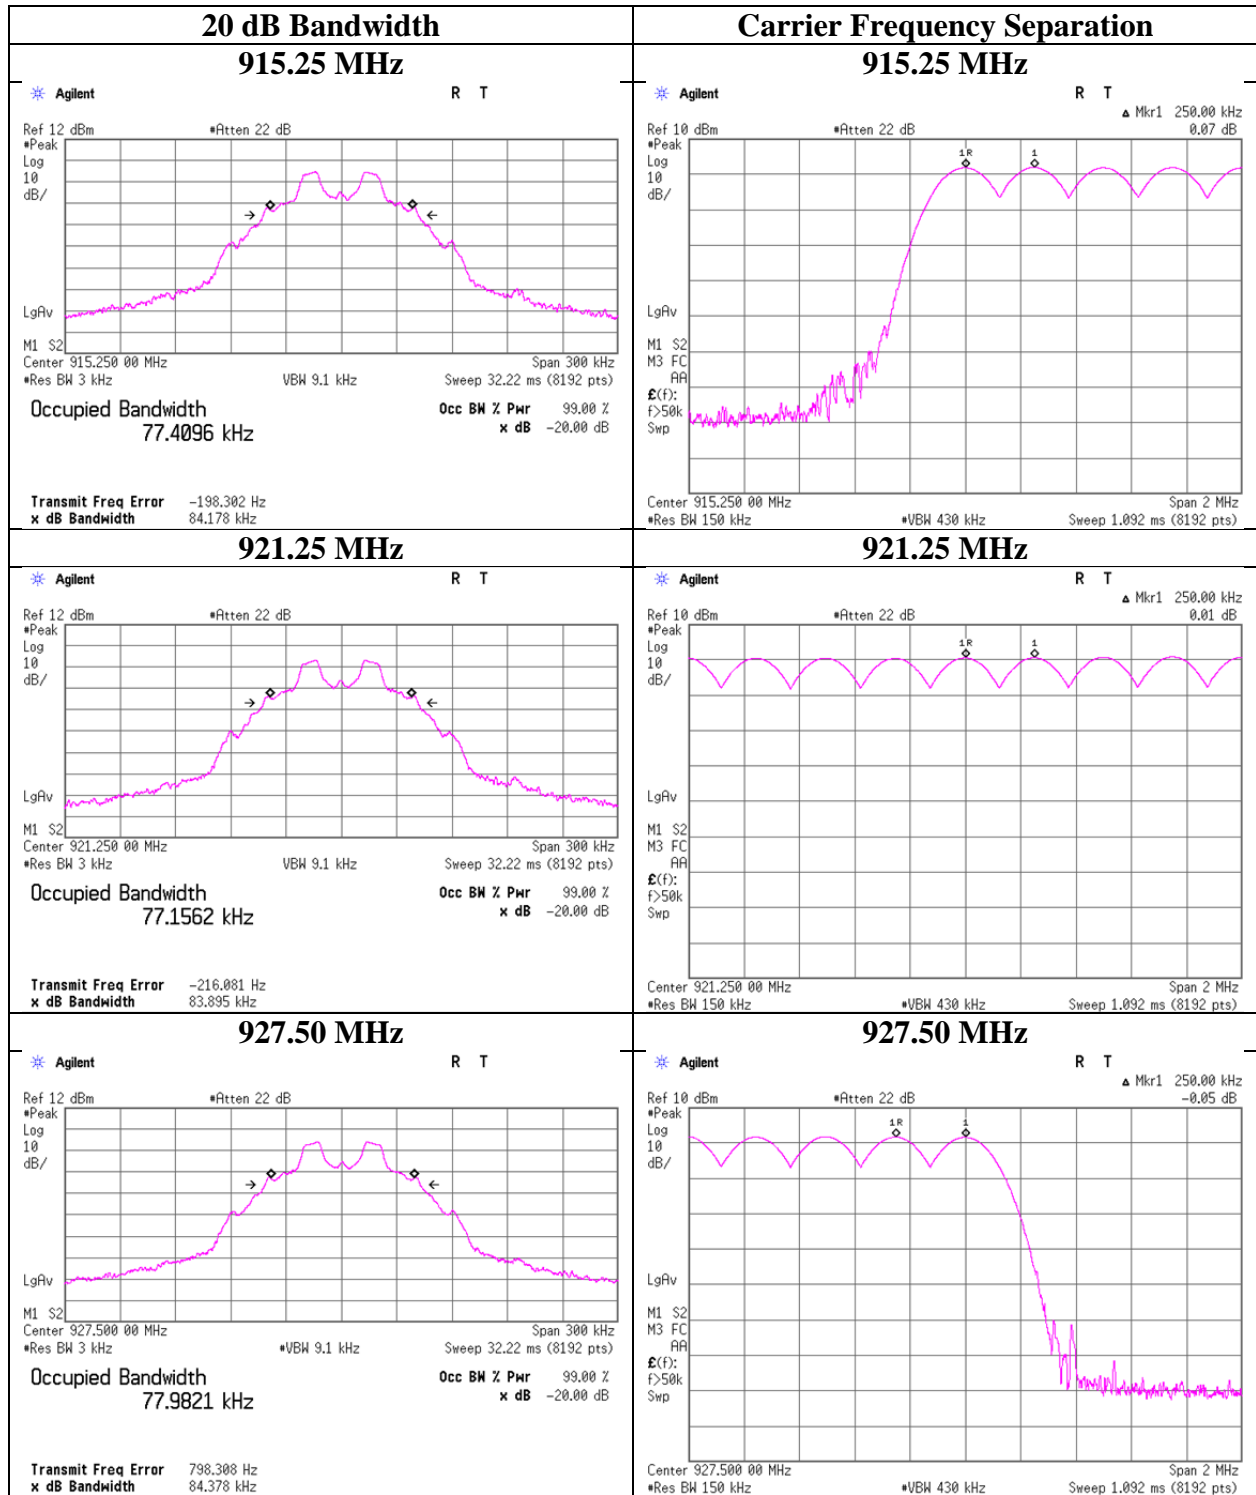 20 dB Bandwidth
Carrier Frequency Separation
915.25 MHz
915.25 MHz
Agilent
R T
Ref 12 dBm
#Atten 22 dB
#Peak
Log
10
dB/
LgAv
M1 S2
Center 915.250 00 MHz
Span 300 kHz
#Res BW 3 kHz
VBW 9.1 kHz
Sweep 32.22 ms (8192 pts)
Occupied Bandwidth
77.4096 kHz
Occ BW % Pwr 99.00 %
x dB -20.00 dB
Transmit Freq Error -198.302 Hz
x dB Bandwidth 84.178 kHz
Agilent
R T
Δ Mkr1 250.00 kHz
Ref 10 dBm
#Atten 22 dB
0.07 dB
#Peak
Log
10
dB/
1R
1
LgAv
M1 S2
M3 FC
AA
£(f):
f>50k
Swp
Center 915.250 00 MHz
Span 2 MHz
#Res BW 150 kHz
#VBW 430 kHz
Sweep 1.092 ms (8192 pts)
921.25 MHz
921.25 MHz
Agilent
R T
Ref 12 dBm
#Atten 22 dB
#Peak
Log
10
dB/
LgAv
M1 S2
Center 921.250 00 MHz
Span 300 kHz
#Res BW 3 kHz
VBW 9.1 kHz
Sweep 32.22 ms (8192 pts)
Occupied Bandwidth
77.1562 kHz
Occ BW % Pwr 99.00 %
x dB -20.00 dB
Transmit Freq Error -216.081 Hz
x dB Bandwidth 83.895 kHz
Agilent
R T
Δ Mkr1 250.00 kHz
Ref 10 dBm
#Atten 22 dB
0.01 dB
#Peak
Log
10
dB/
1R
1
LgAv
M1 S2
M3 FC
AA
£(f):
f>50k
Swp
Center 921.250 00 MHz
Span 2 MHz
#Res BW 150 kHz
#VBW 430 kHz
Sweep 1.092 ms (8192 pts)
927.50 MHz
927.50 MHz
Agilent
R T
Ref 12 dBm
#Atten 22 dB
#Peak
Log
10
dB/
LgAv
M1 S2
Center 927.500 00 MHz
Span 300 kHz
#Res BW 3 kHz
#VBW 9.1 kHz
Sweep 32.22 ms (8192 pts)
Occupied Bandwidth
77.9821 kHz
Occ BW % Pwr 99.00 %
x dB -20.00 dB
Transmit Freq Error 798.308 Hz
x dB Bandwidth 84.378 kHz
Agilent
R T
Δ Mkr1 250.00 kHz
Ref 10 dBm
#Atten 22 dB
-0.05 dB
#Peak
Log
10
dB/
1R
1
LgAv
M1 S2
M3 FC
AA
£(f):
f>50k
Swp
Center 927.500 00 MHz
Span 2 MHz
#Res BW 150 kHz
#VBW 430 kHz
Sweep 1.092 ms (8192 pts)